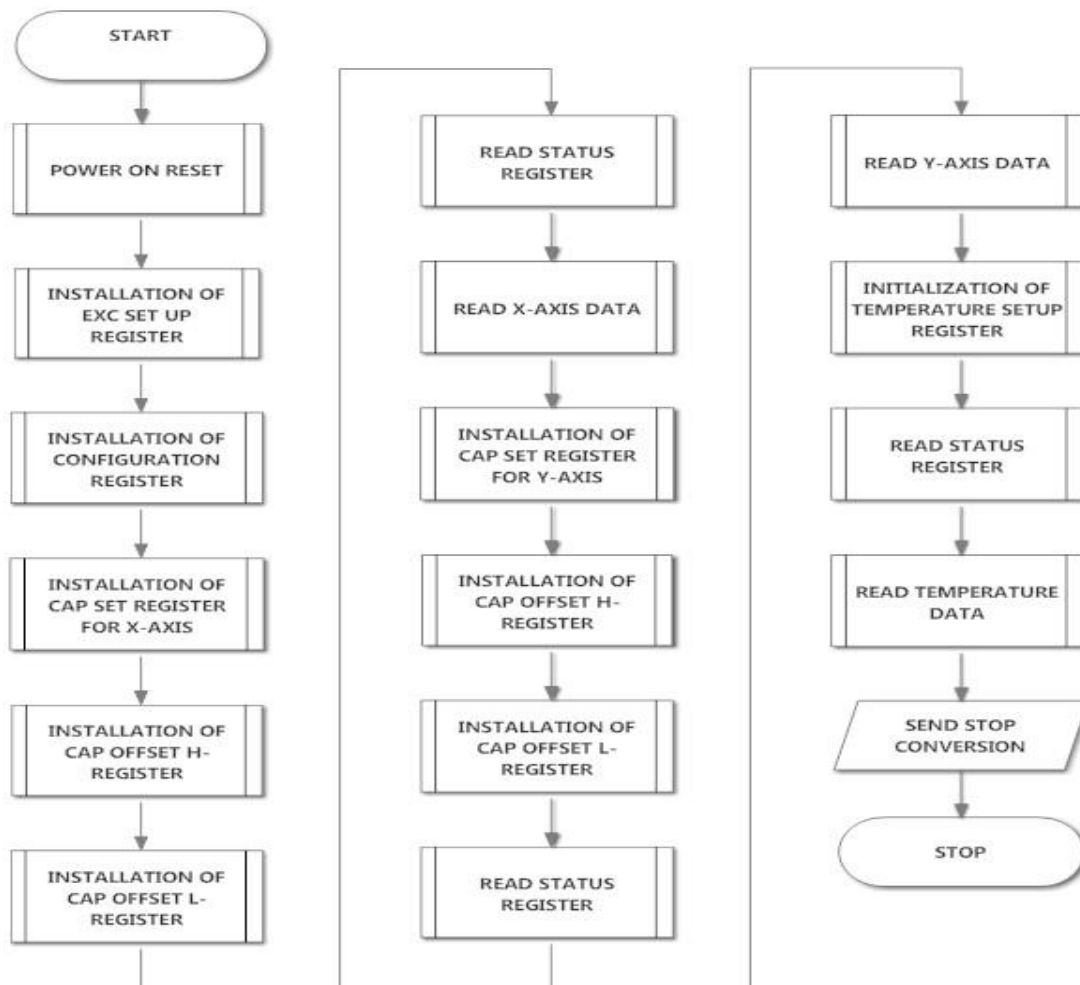 START
POWER ON RESET
INSTALLATION OF
EXC SET UP
REGISTER
INSTALLATION OF
CONFIGURATION
REGISTER
INSTALLATION OF
CAP SET REGISTER
FOR X-AXIS
INSTALLATION OF
CAP OFFSET H-
REGISTER
INSTALLATION OF
CAP OFFSET L-
REGISTER
READ STATUS
REGISTER
READ X-AXIS DATA
INSTALLATION OF
CAP SET REGISTER
FOR Y-AXIS
INSTALLATION OF
CAP OFFSET H-
REGISTER
INSTALLATION OF
CAP OFFSET L-
REGISTER
READ STATUS
REGISTER
READ Y-AXIS DATA
INITIALIZATION OF
TEMPERATURE SETUP
REGISTER
READ STATUS
REGISTER
READ TEMPERATURE
DATA
SEND STOP
CONVERSION
STOP